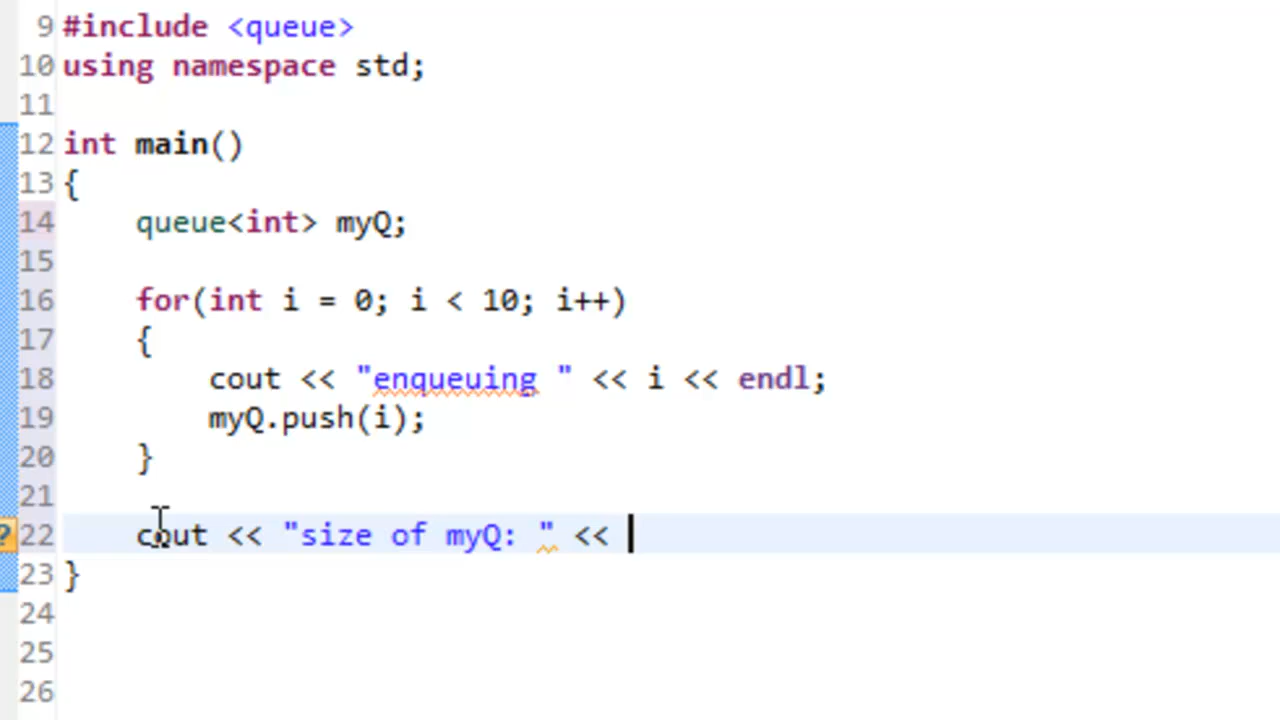 9 #include <queue>
10 using namespace std;
11
12 int main()
13 {
14     queue<int> myQ;
15
16     for(int i = 0; i < 10; i++)
17     {
18         cout << "enqueuing " << i << endl;
19         myQ.push(i);
20     }
21
? 22     cout << "size of myQ: " <<
23 }
24
25
26